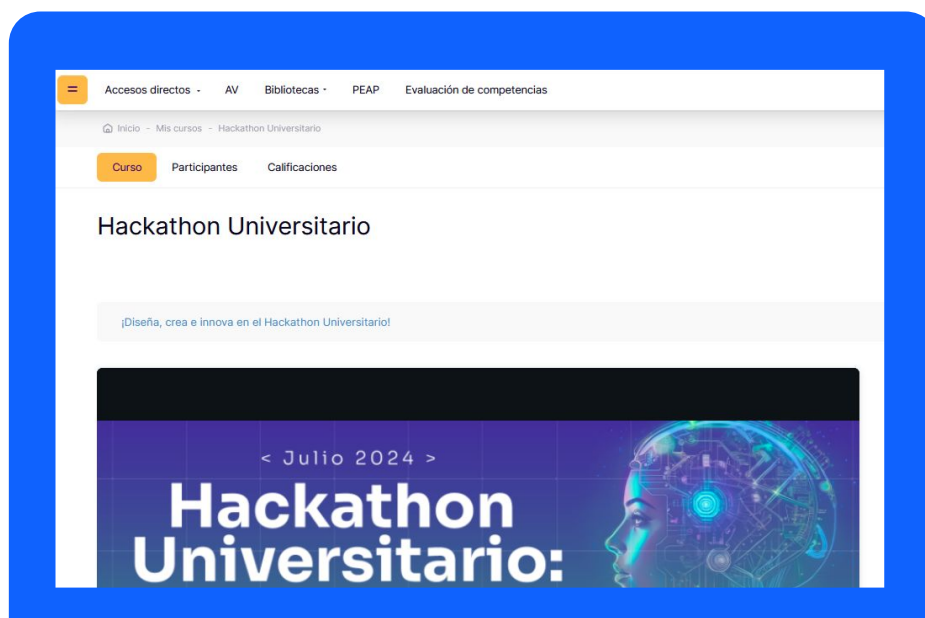 Accesos directos - AV Bibliotecas - PEAP Evaluación de competencias
Inicio - Mis cursos - Hackathon Universitario
Curso Participantes Calificaciones
Hackathon Universitario
¡Diseña, crea e innova en el Hackathon Universitario!
< Julio 2024 >
Hackathon
Universitario: